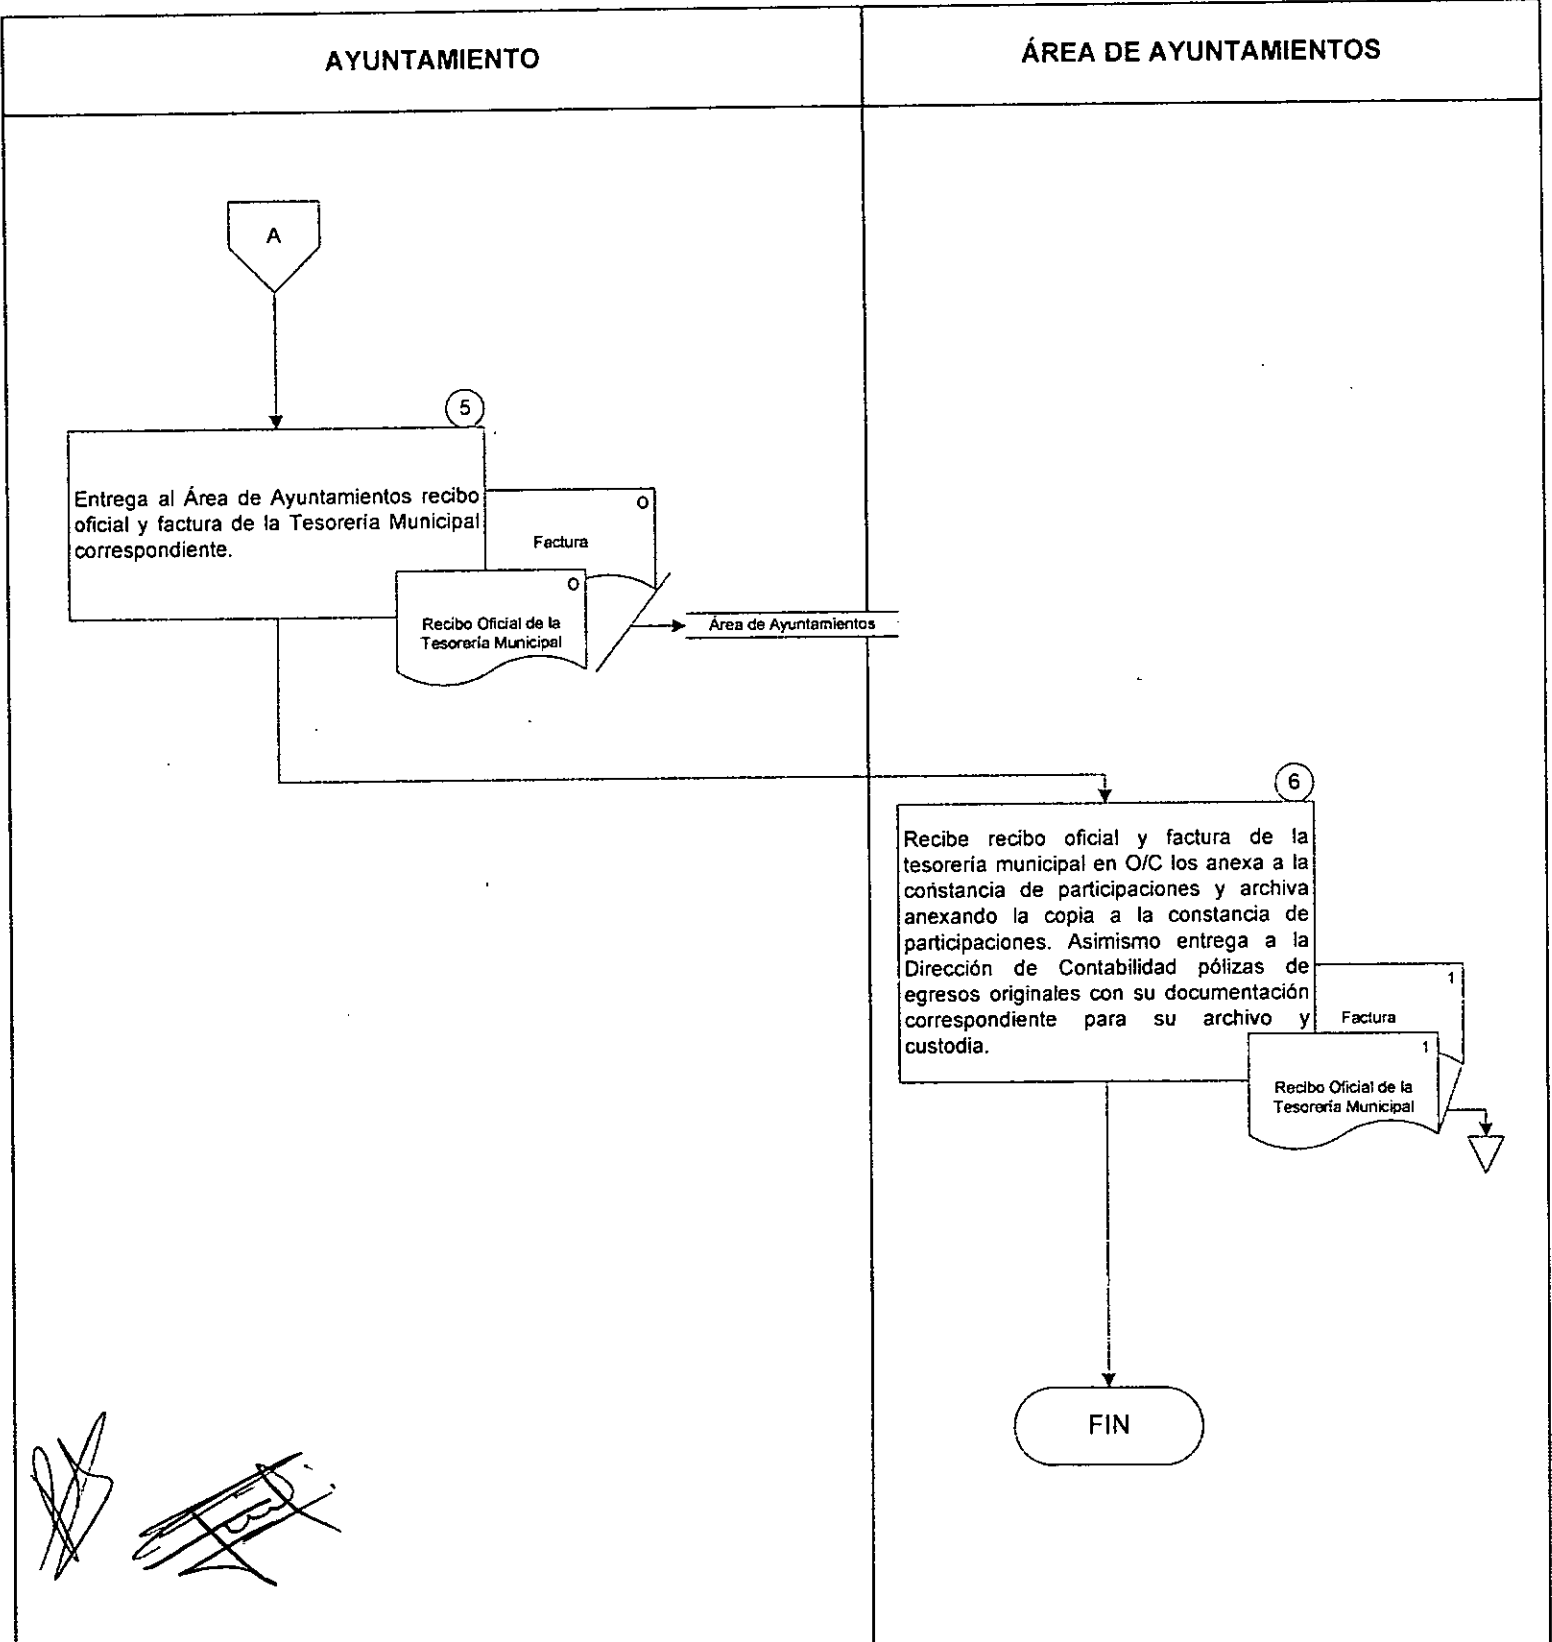 AYUNTAMIENTO
ÁREA DE AYUNTAMIENTOS
A
5
Entrega al Área de Ayuntamientos recibo
oficial y factura de la Tesorería Municipal
correspondiente.
O
Factura
O
Recibo Oficial de la
Tesorería Municipal
Área de Ayuntamientos
6
Recibe recibo oficial y factura de la
tesorería municipal en O/C los anexa a la
constancia de participaciones y archiva
anexando la copia a la constancia de
participaciones. Asimismo entrega a la
Dirección de Contabilidad pólizas de
egresos originales con su documentación
correspondiente para su archivo y
custodia.
1
Factura
1
Recibo Oficial de la
Tesorería Municipal
FIN